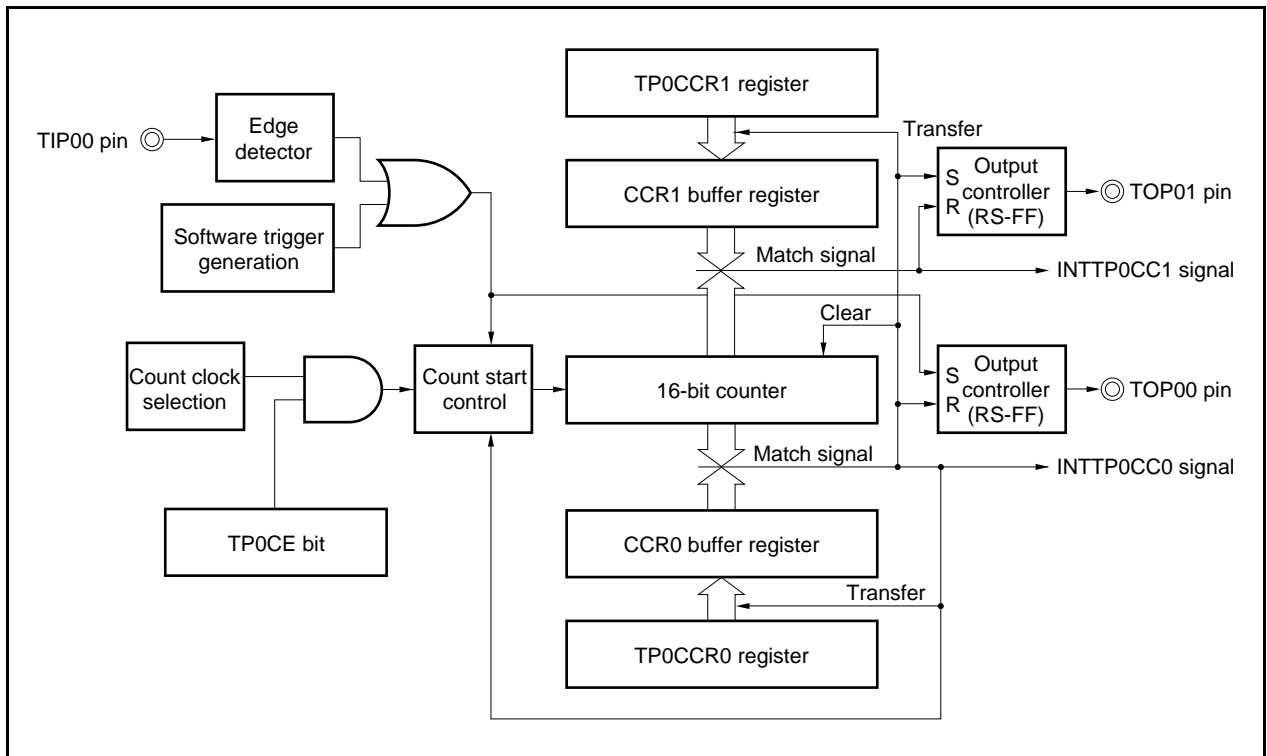 TP0CCR1 register
TIP00 pin
Edge
detector
Transfer
CCR1 buffer register
S
R
Output
controller
(RS-FF)
TOP01 pin
Software trigger
generation
Match signal
INTTP0CC1 signal
Clear
Count clock
selection
Count start
control
16-bit counter
S
R
Output
controller
(RS-FF)
TOP00 pin
Match signal
INTTP0CC0 signal
TP0CE bit
CCR0 buffer register
Transfer
TP0CCR0 register